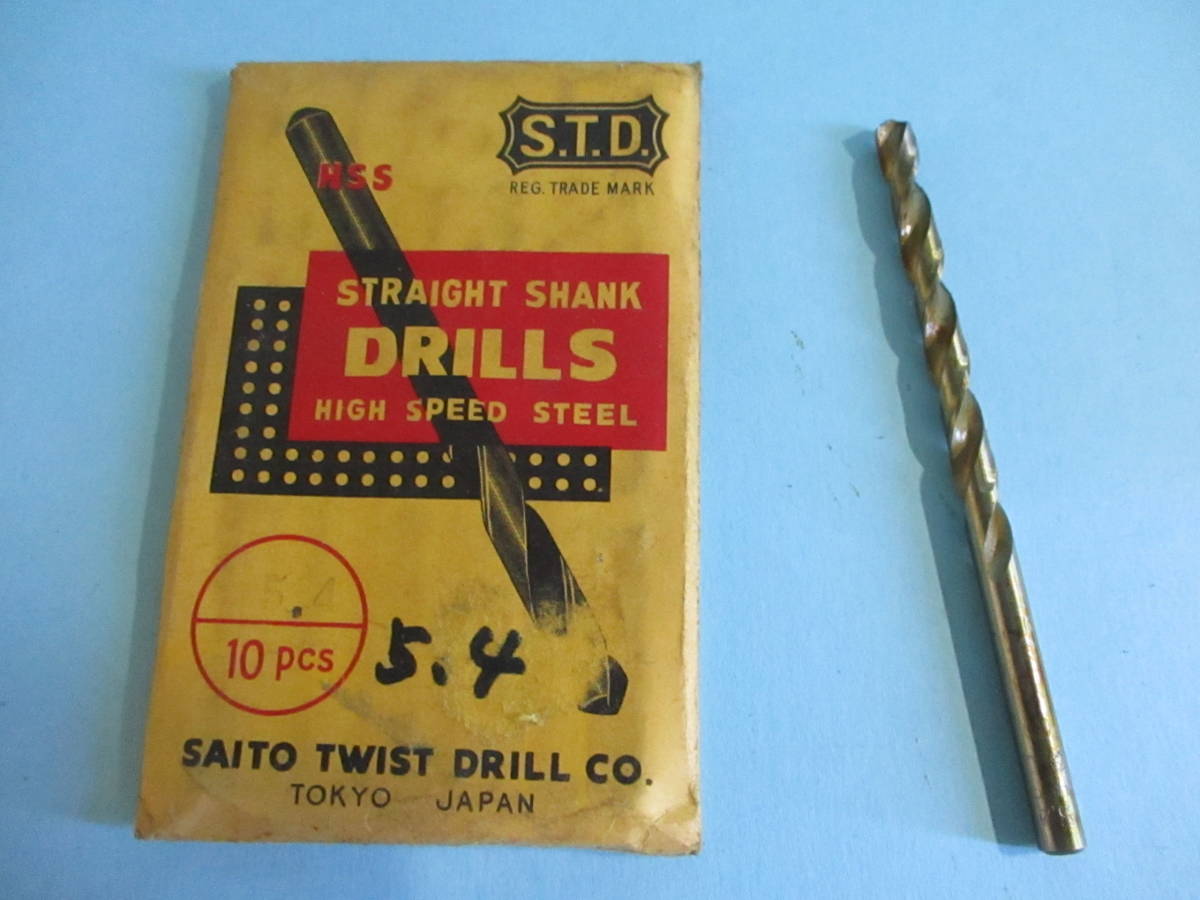 S.T.D.
REG. TRADE MARK
HSS
STRAIGHT SHANK
DRILLS
HIGH SPEED STEEL
5.4
10 pcs
5.4
SAITO TWIST DRILL CO.
TOKYO JAPAN